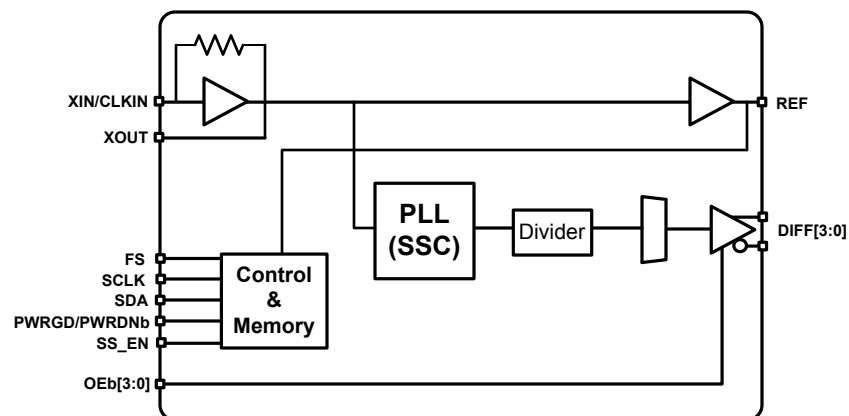 XIN/CLKIN
XOUT
REF
PLL
(SSC)
Divider
DIFF[3:0]
FS
SCLK
SDA
PWRGD/PWRDNb
SS_EN
Control
&
Memory
OEb[3:0]